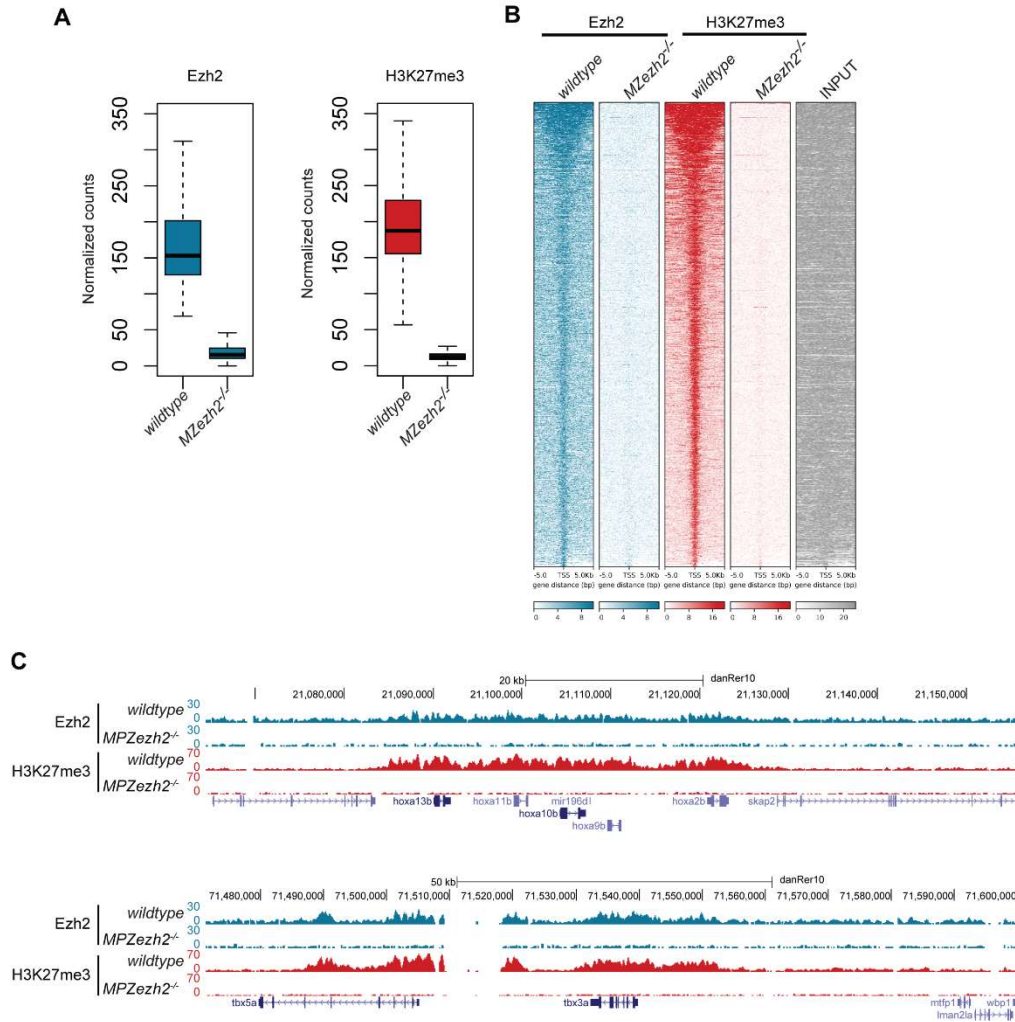 A
Ezh2
Normalized counts
350
250
150
50
0
wildtype
MZezh2-/-
H3K27me3
Normalized counts
350
250
150
50
0
wildtype
MZezh2-/-
B
Ezh2 H3K27me3
wildtype MZezh2-/- wildtype MZezh2-/- INPUT
-5.0 TSS 5.0Kb -5.0 TSS 5.0Kb -5.0 TSS 5.0Kb -5.0 TSS 5.0Kb -5.0 TSS 5.0Kb
gene distance (bp) gene distance (bp) gene distance (bp) gene distance (bp) gene distance (bp)
0 4 8 0 4 8 0 8 16 0 8 16 0 10 20
C
20 kb danRer10
21,080,000 21,090,000 21,100,000 21,110,000 21,120,000 21,130,000 21,140,000 21,150,000
Ezh2 wildtype 30 0
MPZezh2-/- 30 0
H3K27me3 wildtype 70 0
MPZezh2-/- 70 0
hoxa13b hoxa11b mir196d hoxa2b skap2
hoxa10b
hoxa9b
50 kb danRer10
71,480,000 71,490,000 71,500,000 71,510,000 71,520,000 71,530,000 71,540,000 71,550,000 71,560,000 71,570,000 71,580,000 71,590,000 71,600,000
Ezh2 wildtype 30 0
MPZezh2-/- 30 0
H3K27me3 wildtype 70 0
MPZezh2-/- 70 0
tbx5a tbx3a mtfp1 wbp1
lman2la